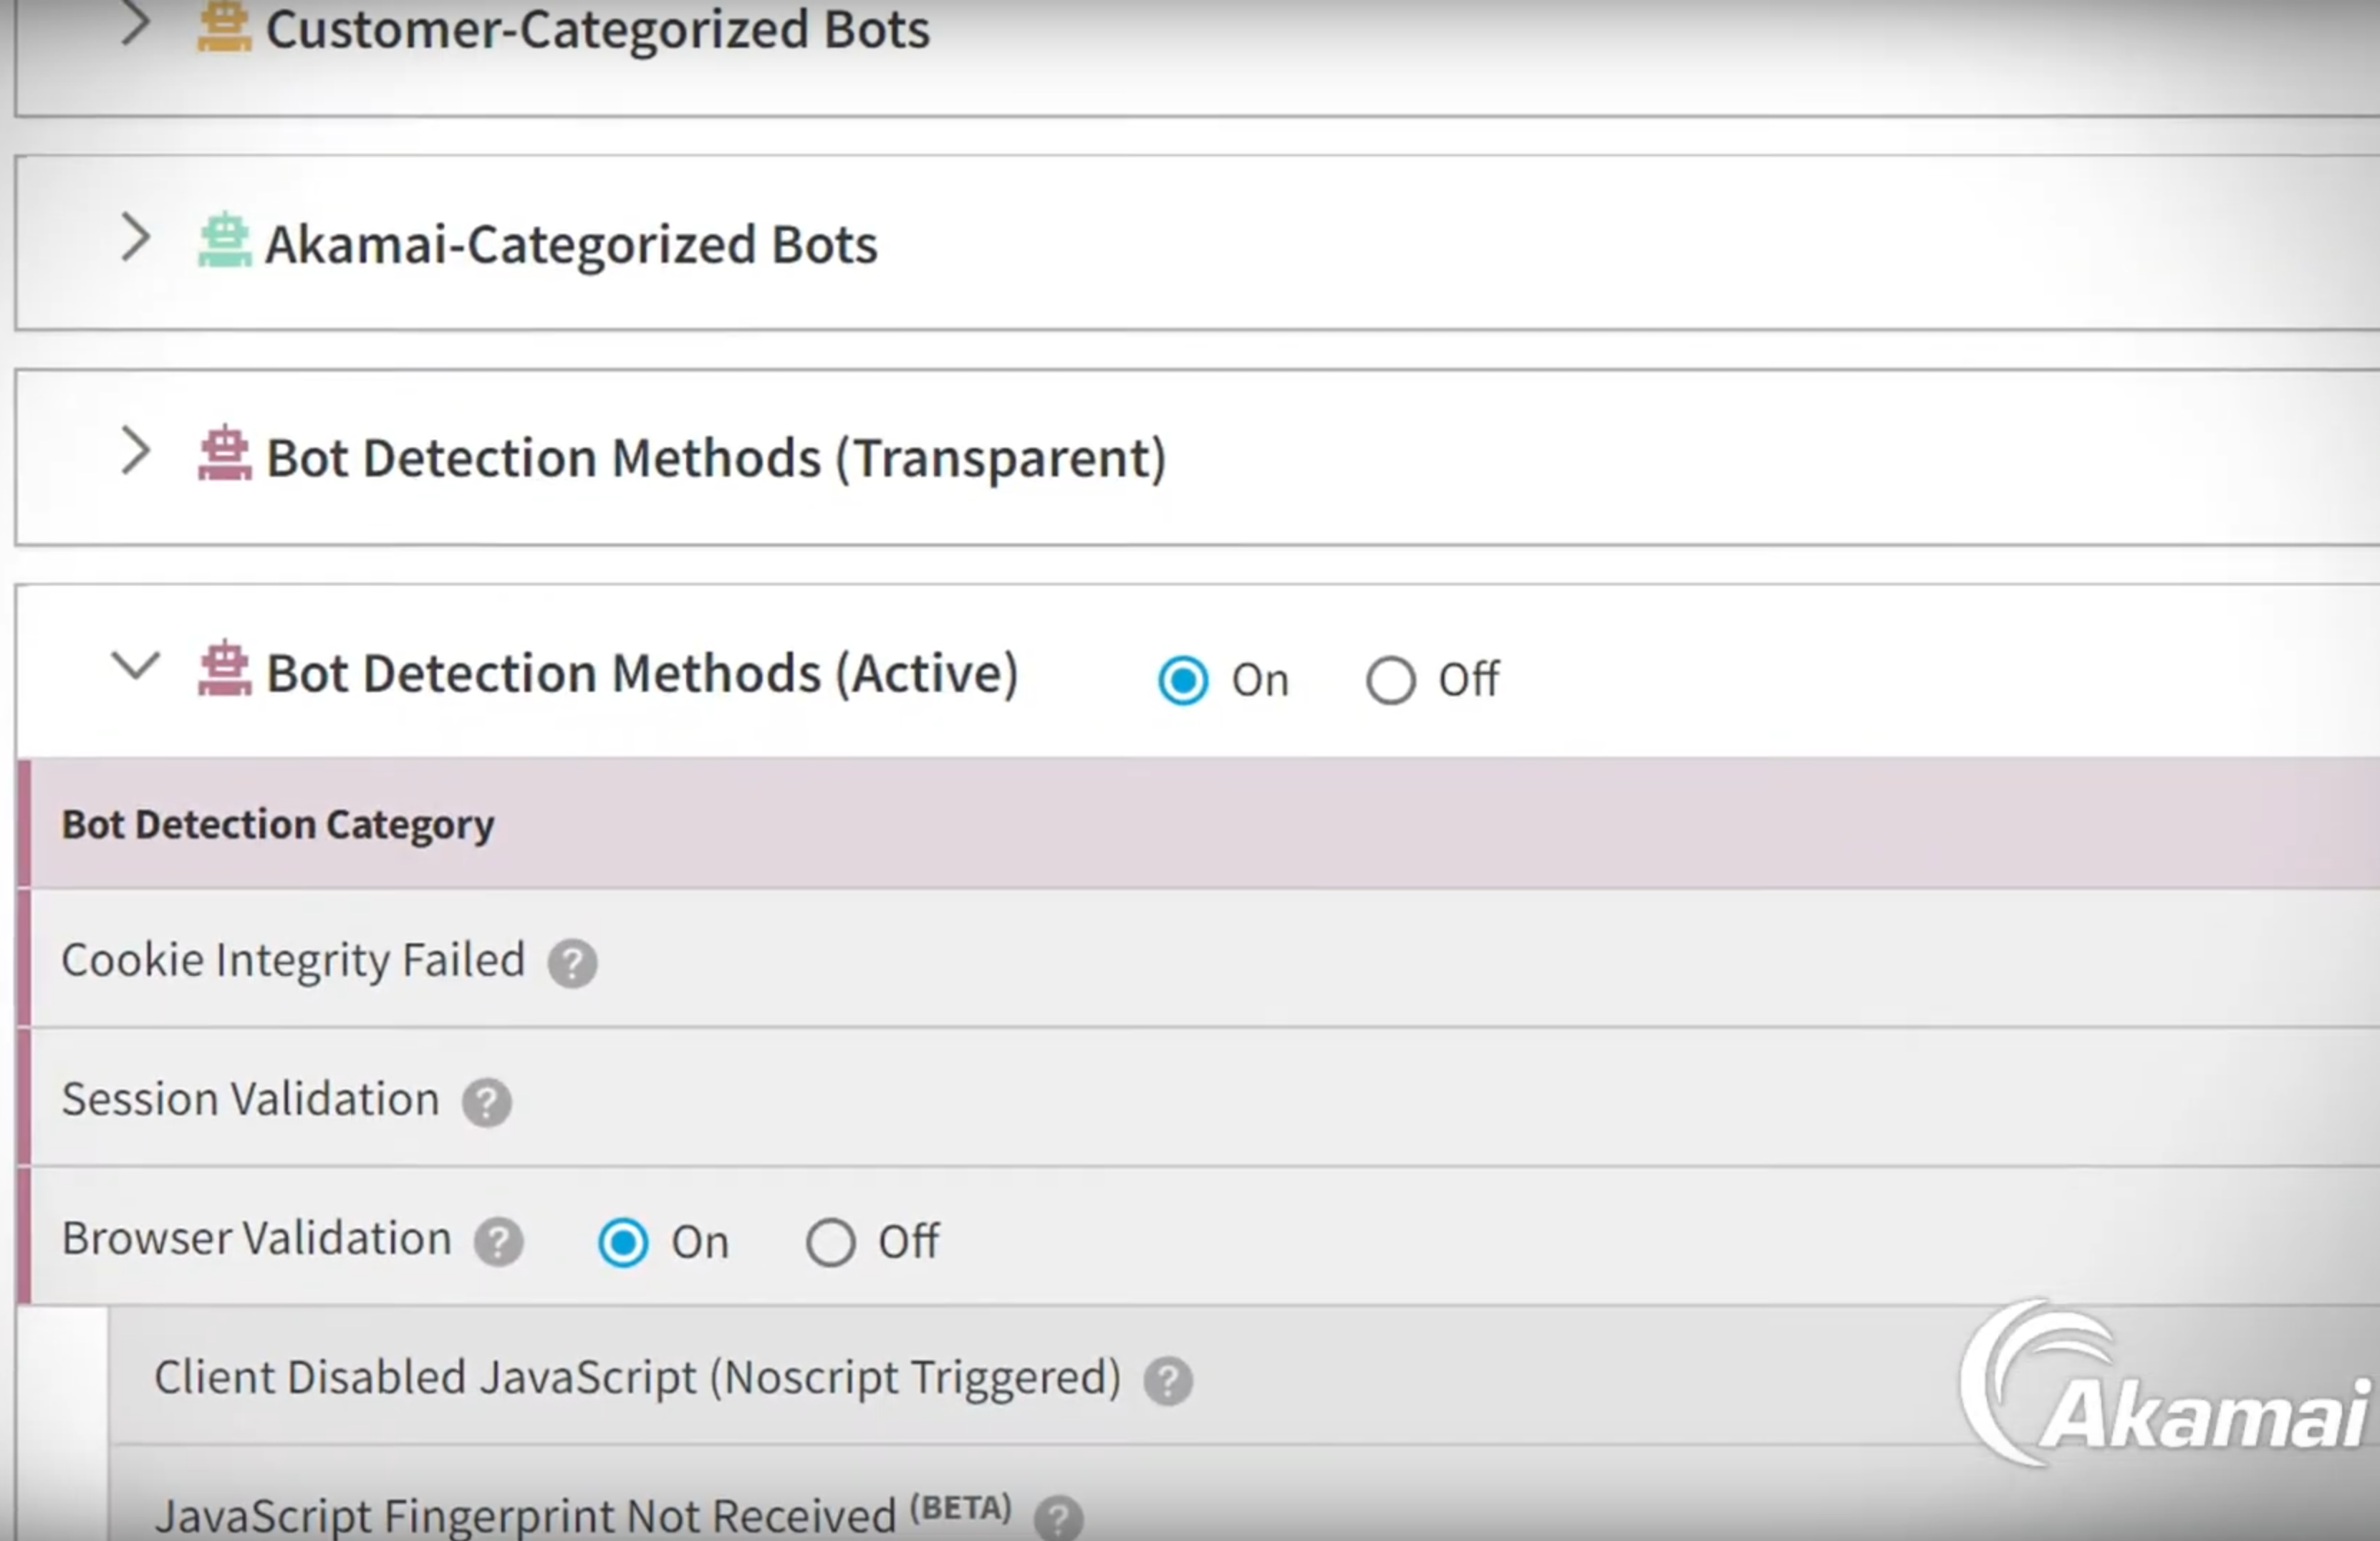 Customer-Categorized Bots
Akamai-Categorized Bots
Bot Detection Methods (Transparent)
Bot Detection Methods (Active) On Off
Bot Detection Category
Cookie Integrity Failed ?
Session Validation ?
Browser Validation ? On Off
Client Disabled JavaScript (Noscript Triggered) ?
Akamai
JavaScript Fingerprint Not Received (BETA) ?